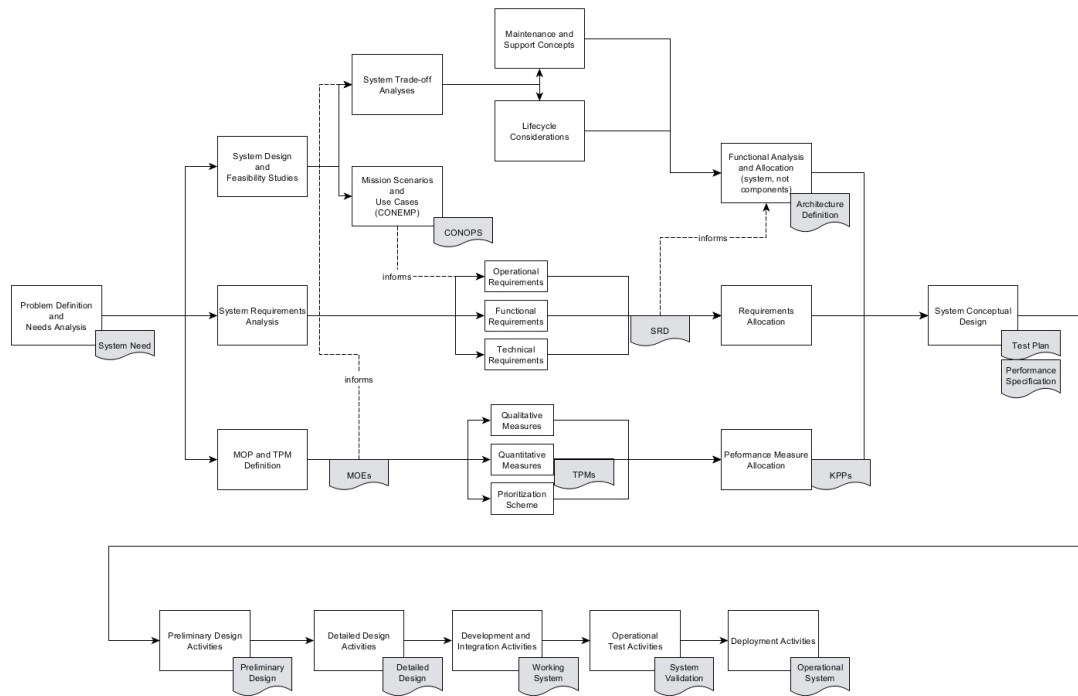 Maintenance and
Support Concepts
System Trade-off
Analyses
Lifecycle
Considerations
System Design
and
Feasibility Studies
Functional Analysis
and Allocation
(system, not
components)
Architecture
Definition
Mission Scenarios
and
Use Cases
(CONEMP)
CONOPS
informs
informs
Operational
Requirements
Problem Definition
and
Needs Analysis
System Need
System Requirements
Analysis
Functional
Requirements
SRD
Requirements
Allocation
System Conceptual
Design
Test Plan
Performance
Specification
Technical
Requirements
informs
Qualitative
Measures
MOP and TPM
Definition
MOEs
Quantitative
Measures
TPMs
Peformance Measure
Allocation
KPPs
Prioritization
Scheme
Preliminary Design
Activities
Preliminary
Design
Detailed Design
Activities
Detailed
Design
Development and
Integration Activities
Working
System
Operational
Test Activities
System
Validation
Deployment Activities
Operational
System